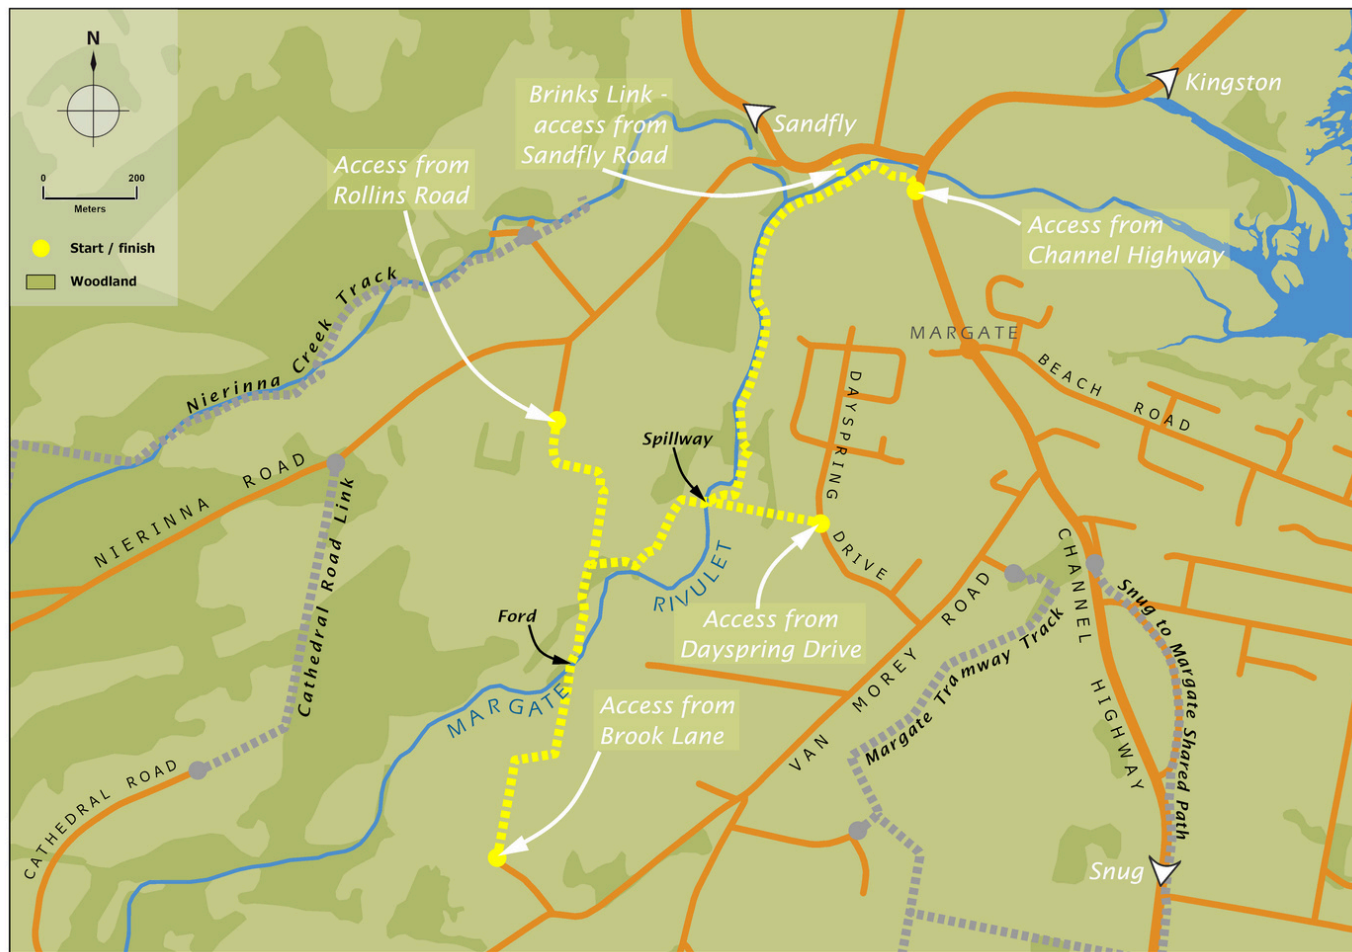 N
0
200
Meters
Start / finish
Woodland
Brinks Link -
access from
Sandfly Road
Sandfly
Kingston
Access from
Rollins Road
Access from
Channel Highway
Nierinna Creek Track
MARGATE
BEACH ROAD
DAYSPRING
DRIVE
Spillway
NIERINNA ROAD
Cathedral Road Link
Ford
RIVULET
MARGATE
Access from
Dayspring Drive
Access from
Brook Lane
VAN MOREY ROAD
Margate Tramway Track
CHANNEL
HIGHWAY
Snug to Margate Shared Path
CATHEDRAL ROAD
Snug